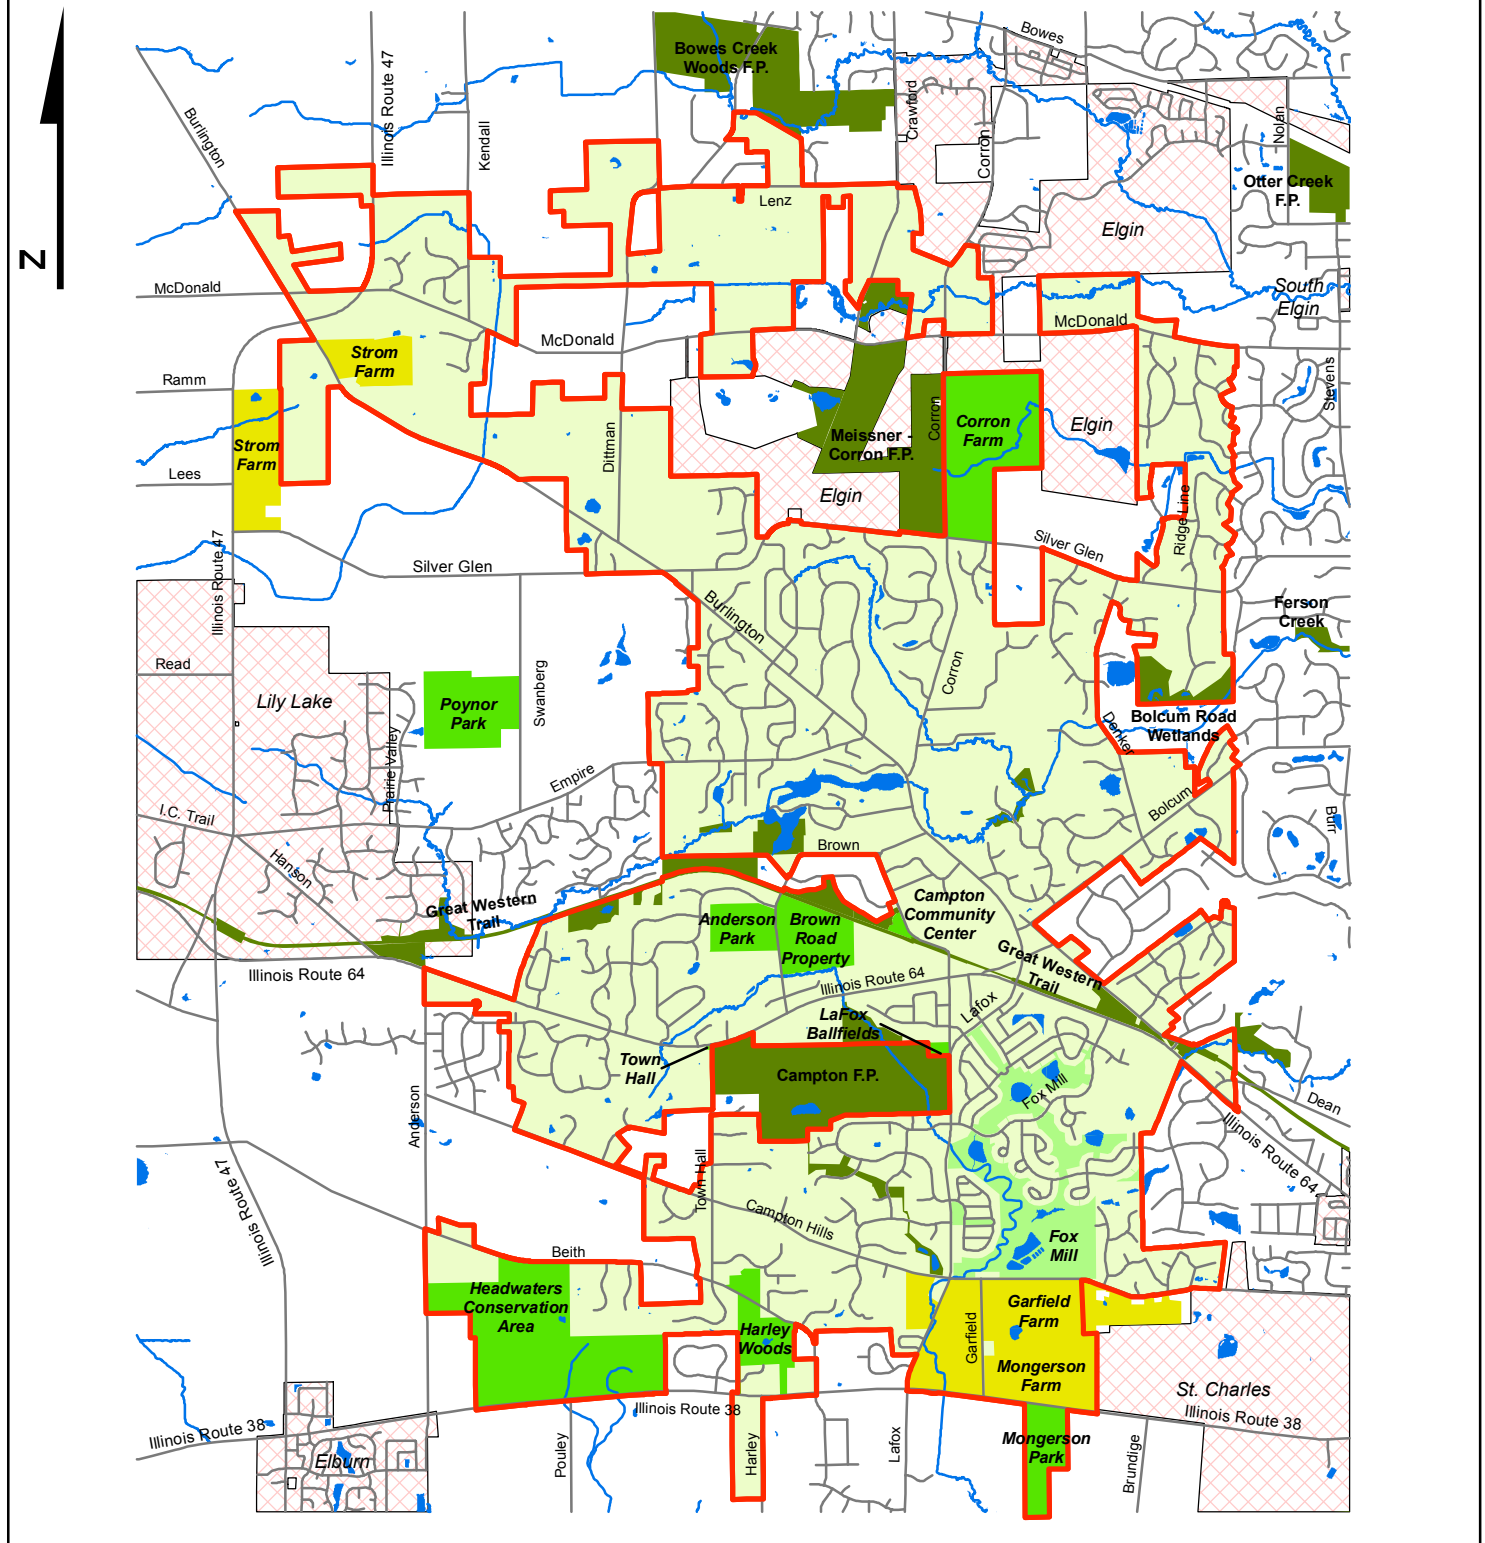 Bowes
Bowes Creek
Woods F.P.
Illinois Route 47
Burlington
Kendall
Crawford
Corron
Nolan
Otter Creek
F.P.
Lenz
Elgin
N
McDonald
South
Elgin
McDonald
McDonald
Strom
Farm
Ramm
Stevens
Corron
Corron
Farm
Elgin
Strom
Farm
Dittman
Meissner -
Corron F.P.
Lees
Elgin
Ridge Line
Silver Glen
Illinois Route 47
Silver Glen
Burlington
Ferson
Creek
Read
Swanberg
Corron
Lily Lake
Poynor
Park
Denker
Bolcum Road
Wetlands
Prairie Valley
Empire
I.C. Trail
Bolcum
Burr
Brown
Hanson
Great Western
Trail
Campton
Community
Center
Anderson
Park
Brown
Road
Property
Great Western
Trail
Illinois Route 64
Illinois Route 64
Lafox
LaFox
Ballfields
Town
Hall
Campton F.P.
Fox Mill
Dean
Anderson
Illinois Route 64
Illinois Route 47
Town Hall
Campton Hills
Fox
Mill
Beith
Headwaters
Conservation
Area
Garfield
Farm
Garfield
Harley
Woods
Mongerson
Farm
St. Charles
Illinois Route 38
Illinois Route 38
Illinois Route 38
Elburn
Pouley
Harley
Lafox
Mongerson
Park
Brundige